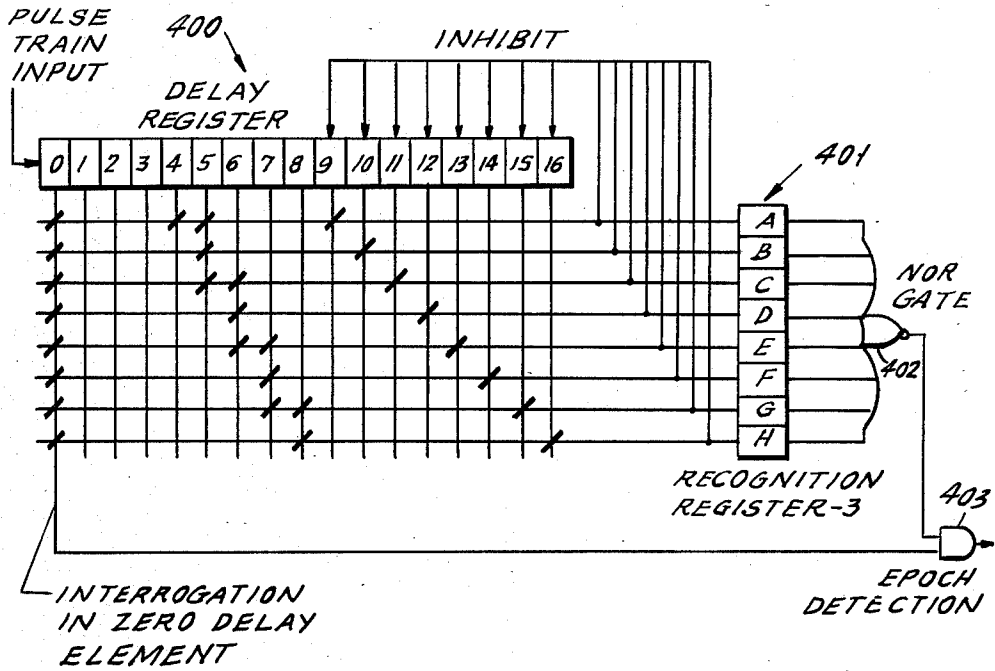 PULSE
TRAIN
INPUT
400
INHIBIT
DELAY
REGISTER
0 1 2 3 4 5 6 7 8 9 10 11 12 13 14 15 16
401
A
B
C
D
E
F
G
H
NOR
GATE
402
RECOGNITION
REGISTER-3
403
EPOCH
DETECTION
INTERROGATION
IN ZERO DELAY
ELEMENT